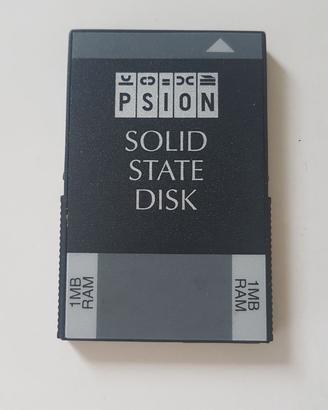 PSION
SOLID
STATE
DISK
1MB
RAM
1MB
RAM